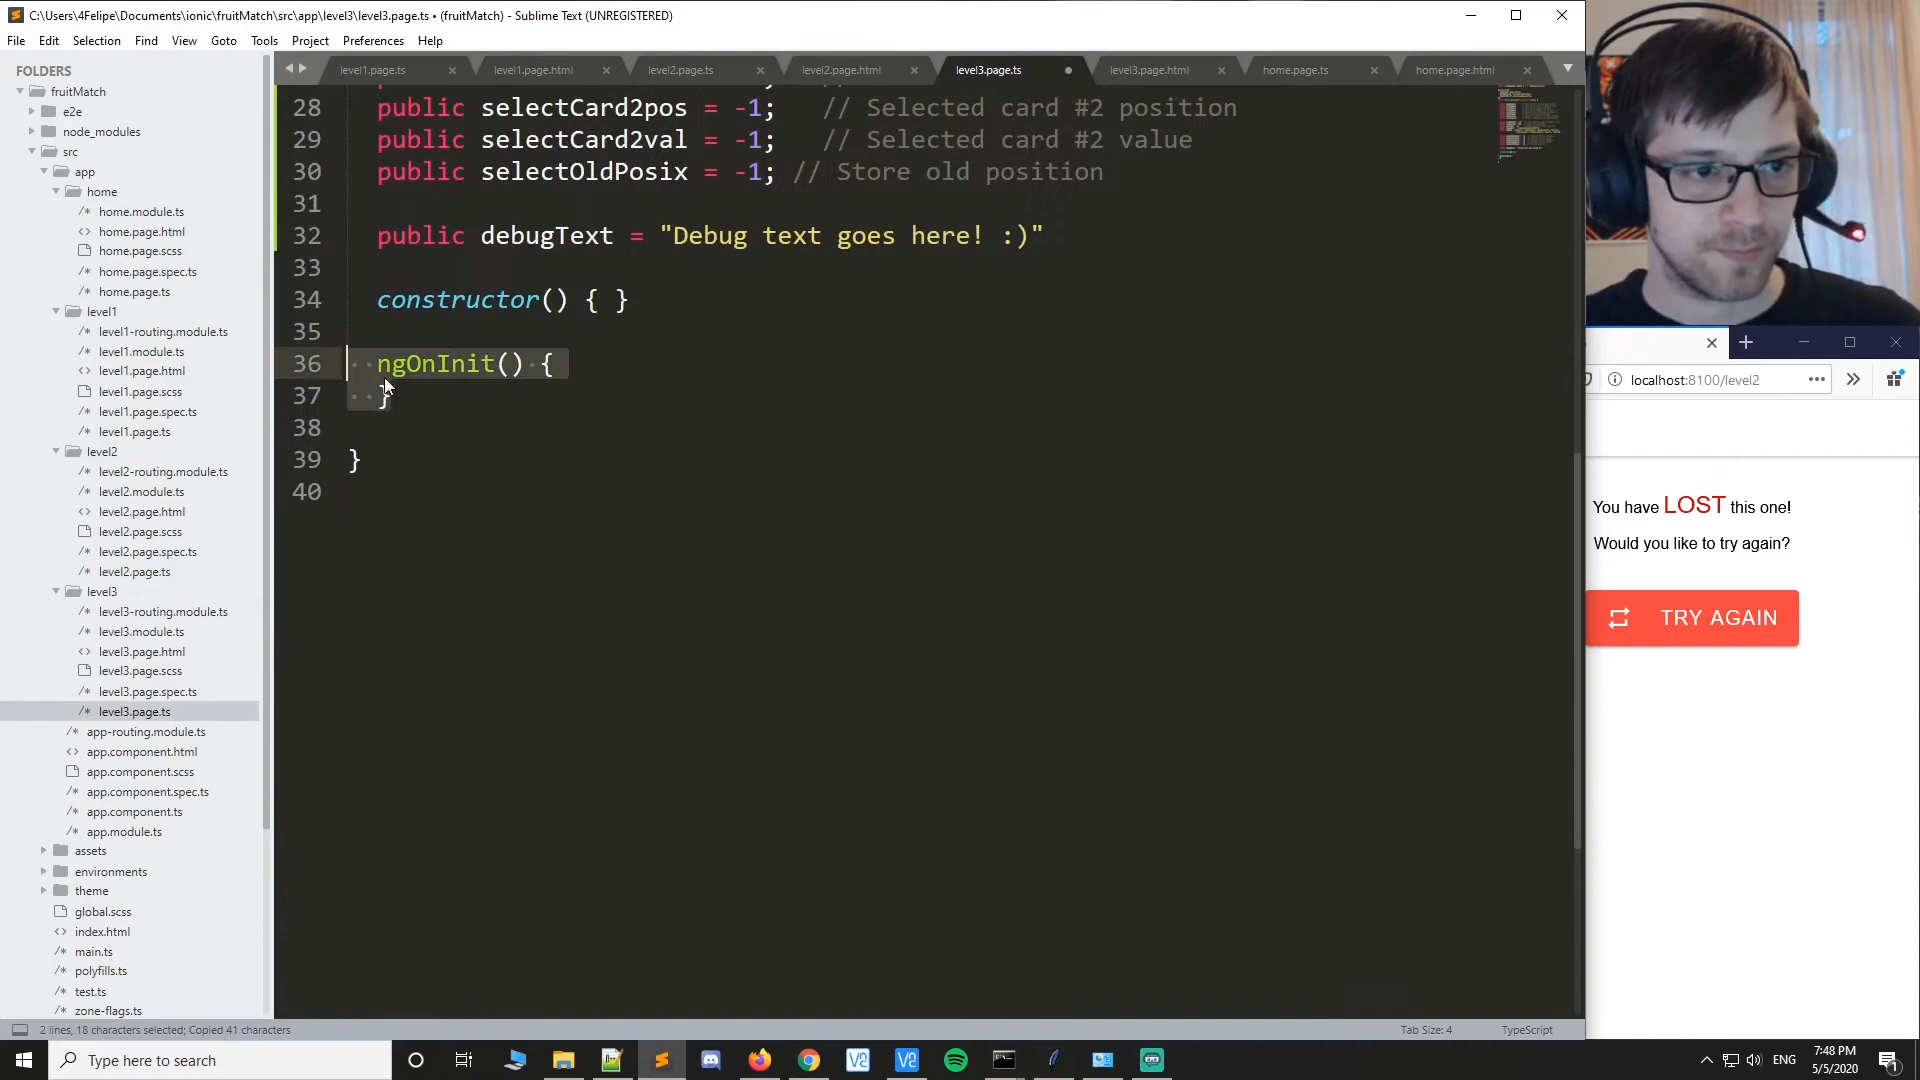 C:\Users\4Felipe\Documents\ionic\fruitMatch\src\app\level3\level3.page.ts • (fruitMatch) - Sublime Text (UNREGISTERED)
File Edit Selection Find View Goto Tools Project Preferences Help
FOLDERS
fruitMatch
e2e
node_modules
src
app
home
home.module.ts
home.page.html
home.page.scss
home.page.spec.ts
home.page.ts
level1
level1-routing.module.ts
level1.module.ts
level1.page.html
level1.page.scss
level1.page.spec.ts
level1.page.ts
level2
level2-routing.module.ts
level2.module.ts
level2.page.html
level2.page.scss
level2.page.spec.ts
level2.page.ts
level3
level3-routing.module.ts
level3.module.ts
level3.page.html
level3.page.scss
level3.page.spec.ts
level3.page.ts
app-routing.module.ts
app.component.html
app.component.scss
app.component.spec.ts
app.component.ts
app.module.ts
assets
environments
theme
global.scss
index.html
main.ts
polyfills.ts
test.ts
zone-flags.ts
level1.page.ts level1.page.html level2.page.ts level2.page.html level3.page.ts level3.page.html home.page.ts home.page.html
28 public selectCard2pos = -1; // Selected card #2 position
29 public selectCard2val = -1; // Selected card #2 value
30 public selectOldPosix = -1; // Store old position
31
32 public debugText = "Debug text goes here! :)"
33
34 constructor() { }
35
36 ngOnInit() {
37 }
38
39 }
40
localhost:8100/level2
You have LOST this one!
Would you like to try again?
TRY AGAIN
2 lines, 18 characters selected; Copied 41 characters
Tab Size: 4 TypeScript
Type here to search
ENG
7:48 PM
5/5/2020
1